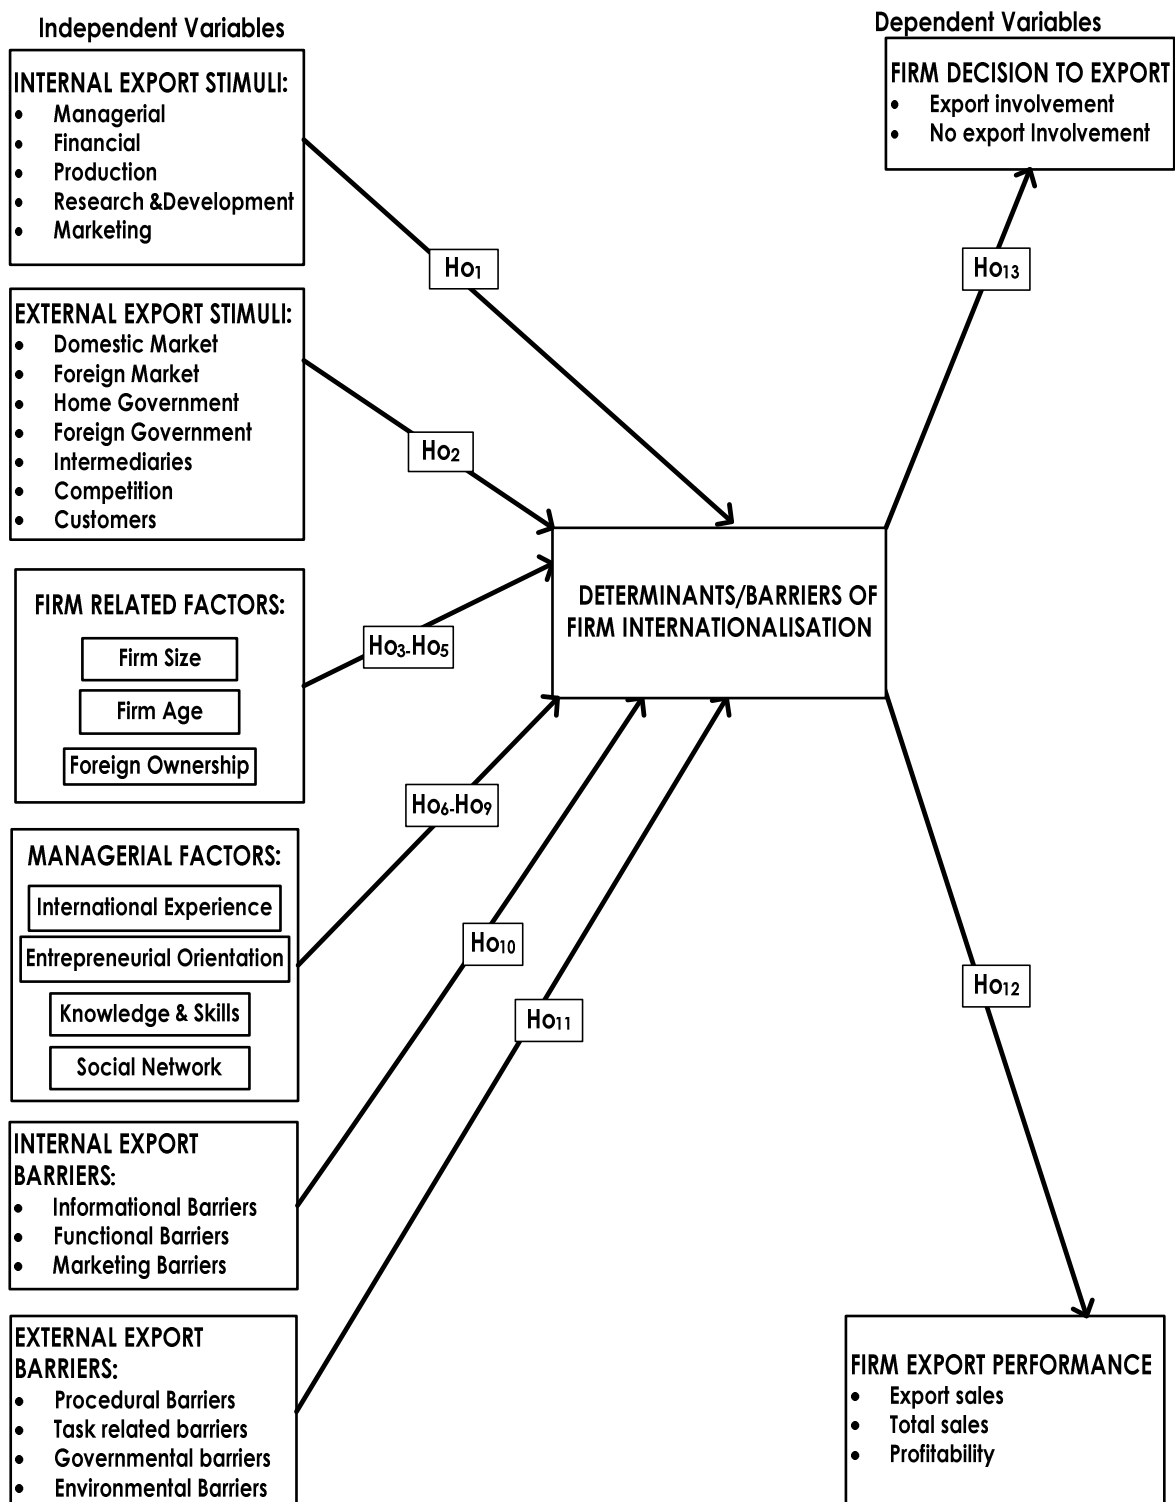 Independent Variables
Dependent Variables
INTERNAL EXPORT STIMULI:
• Managerial
• Financial
• Production
• Research &Development
• Marketing
FIRM DECISION TO EXPORT
• Export involvement
• No export Involvement
Ho1
Ho13
EXTERNAL EXPORT STIMULI:
• Domestic Market
• Foreign Market
• Home Government
• Foreign Government
• Intermediaries
• Competition
• Customers
Ho2
FIRM RELATED FACTORS:
Firm Size
Firm Age
Foreign Ownership
Ho3-Ho5
DETERMINANTS/BARRIERS OF
FIRM INTERNATIONALISATION
MANAGERIAL FACTORS:
International Experience
Entrepreneurial Orientation
Knowledge & Skills
Social Network
Ho6-Ho9
Ho10
Ho11
Ho12
INTERNAL EXPORT
BARRIERS:
• Informational Barriers
• Functional Barriers
• Marketing Barriers
EXTERNAL EXPORT
BARRIERS:
• Procedural Barriers
• Task related barriers
• Governmental barriers
• Environmental Barriers
FIRM EXPORT PERFORMANCE
• Export sales
• Total sales
• Profitability